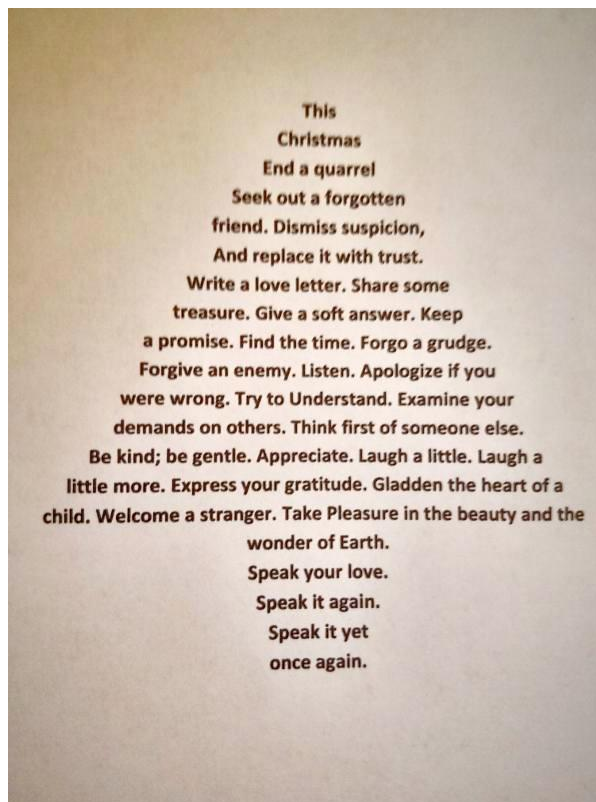 This
Christmas
End a quarrel
Seek out a forgotten
friend. Dismiss suspicion,
And replace it with trust.
Write a love letter. Share some
treasure. Give a soft answer. Keep
a promise. Find the time. Forgo a grudge.
Forgive an enemy. Listen. Apologize if you
were wrong. Try to Understand. Examine your
demands on others. Think first of someone else.
Be kind; be gentle. Appreciate. Laugh a little. Laugh a
little more. Express your gratitude. Gladden the heart of a
child. Welcome a stranger. Take Pleasure in the beauty and the
wonder of Earth.
Speak your love.
Speak it again.
Speak it yet
once again.